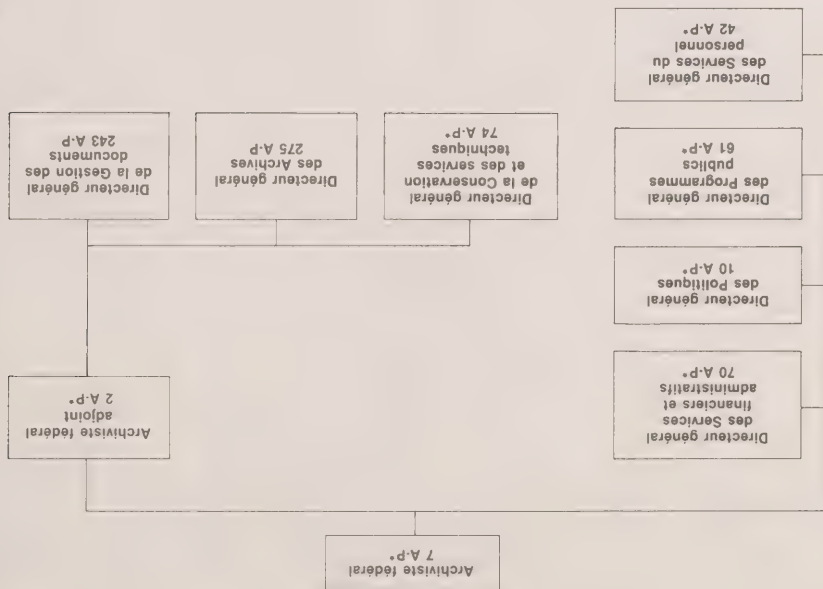 Archiviste fédéral
7 A-P*
Directeur général
des Services
financiers et
administratifs
70 A-P*
Directeur général
des Politiques
10 A-P*
Directeur général
des Programmes
publics
61 A-P*
Directeur général
des Services du
personnel
42 A-P*
Archiviste fédéral
adjoint
2 A-P*
Directeur général
de la Conservation
et des services
techniques
74 A-P*
Directeur général
des Archives
275 A-P
Directeur général
de la Gestion des
documents
243 A-P